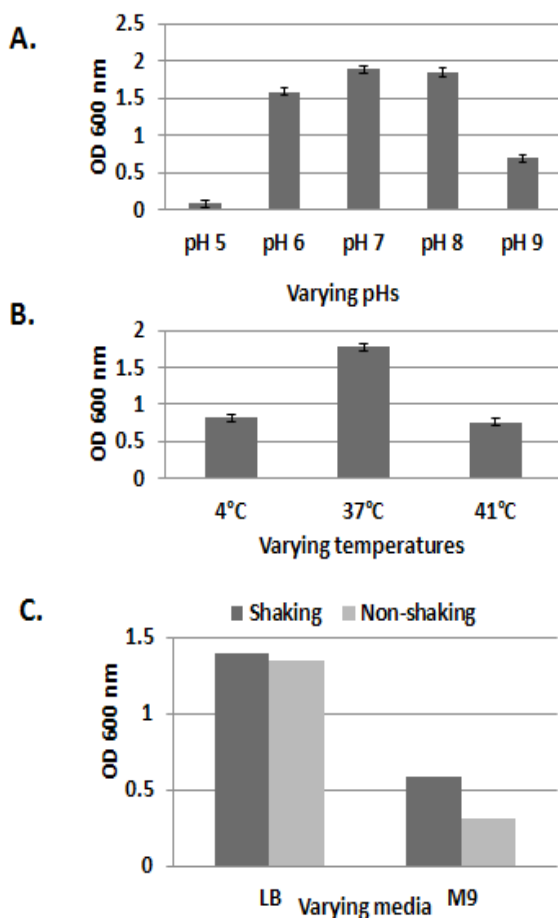 A.
OD 600 nm
2.5
2
1.5
1
0.5
0
pH 5 pH 6 pH 7 pH 8 pH 9
Varying pHs
B.
OD 600 nm
2
1.5
1
0.5
0
4°C 37°C 41°C
Varying temperatures
C.
Shaking Non-shaking
OD 600 nm
1.5
1
0.5
0
LB M9
Varying media